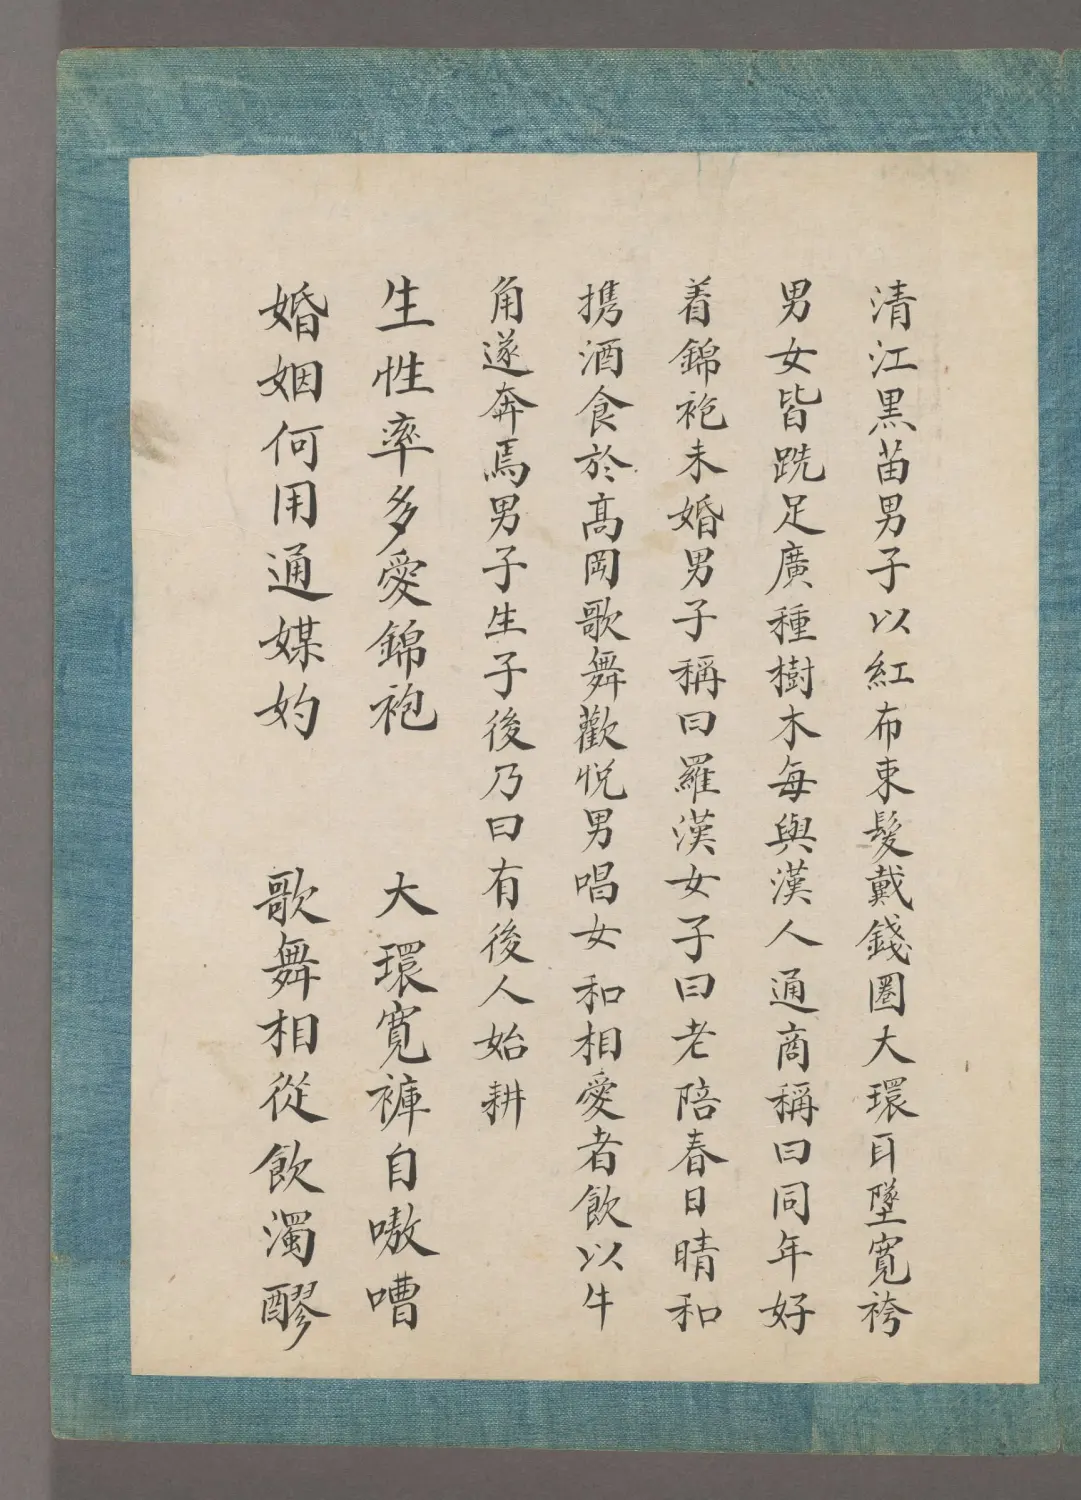 清江黑苗男子以紅布束髮戴錢圈大環耳墜寛袴
男女皆跣足廣種樹木每與漢人通商稱曰同年好
着錦袍未婚男子稱曰羅漢女子曰老陪春日晴和
携酒食於髙岡歌舞歡悅男唱女和相愛者飲以牛
角遂奔焉男子生子後乃曰有後人始耕
生性率多愛錦袍　大環寛褲自嗷嘈
婚姻何用通媒妁　歌舞相從飲濁醪